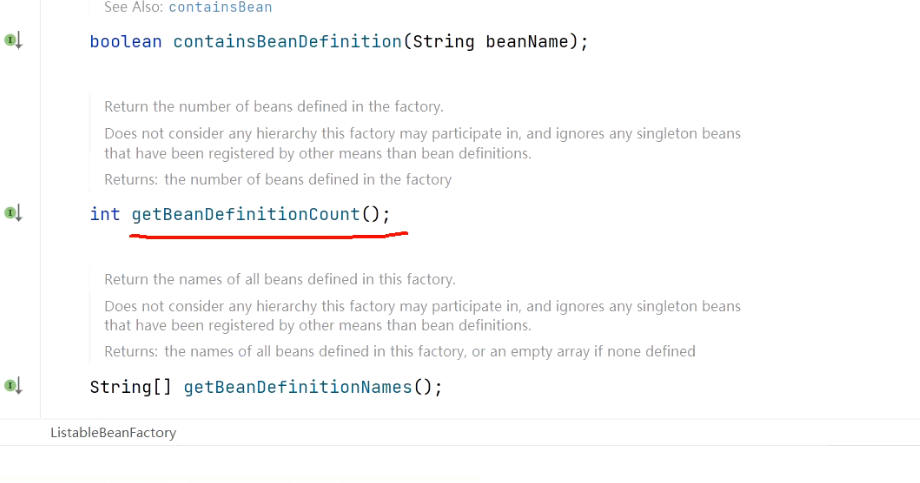 See Also: containsBean
boolean containsBeanDefinition(String beanName);
Return the number of beans defined in the factory.
Does not consider any hierarchy this factory may participate in, and ignores any singleton beans
that have been registered by other means than bean definitions.
Returns: the number of beans defined in the factory
int getBeanDefinitionCount();
Return the names of all beans defined in this factory.
Does not consider any hierarchy this factory may participate in, and ignores any singleton beans
that have been registered by other means than bean definitions.
Returns: the names of all beans defined in this factory, or an empty array if none defined
String[] getBeanDefinitionNames();
ListableBeanFactory